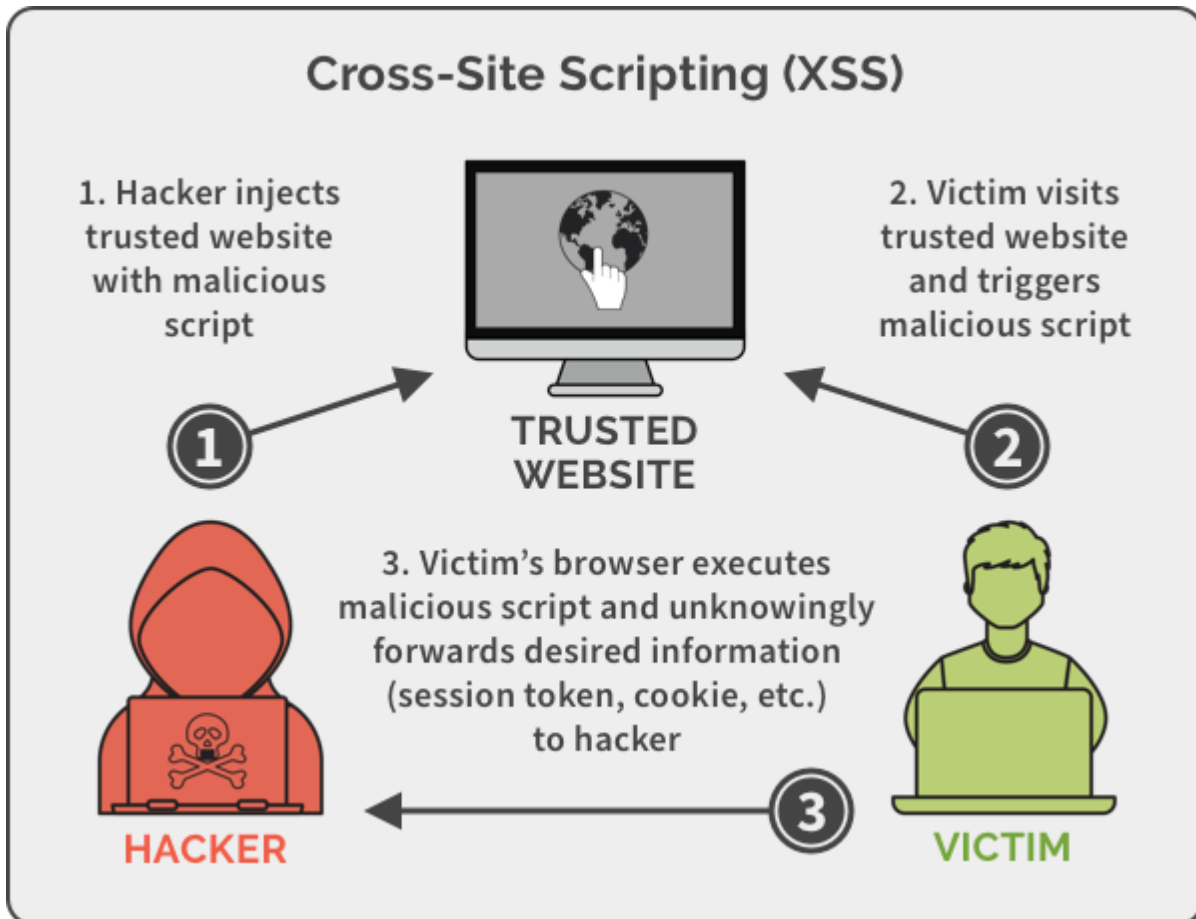 Cross-Site Scripting (XSS)
1. Hacker injects
trusted website
with malicious
script
2. Victim visits
trusted website
and triggers
malicious script
1
TRUSTED
WEBSITE
2
3. Victim’s browser executes
malicious script and unknowingly
forwards desired information
(session token, cookie, etc.)
to hacker
3
HACKER
VICTIM